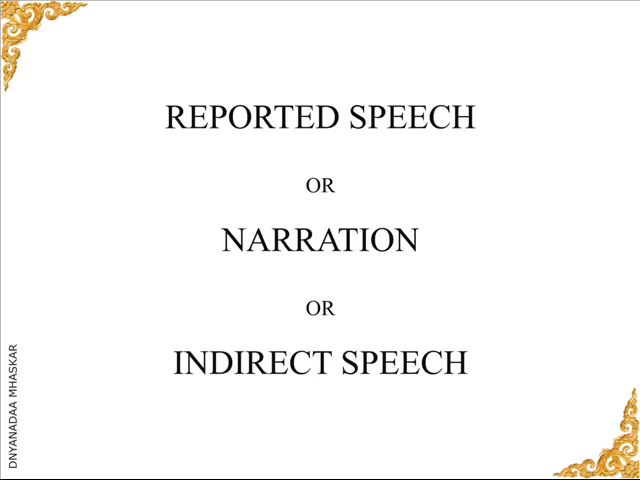 REPORTED SPEECH
OR
NARRATION
OR
INDIRECT SPEECH
DNYANADAA MHASKAR